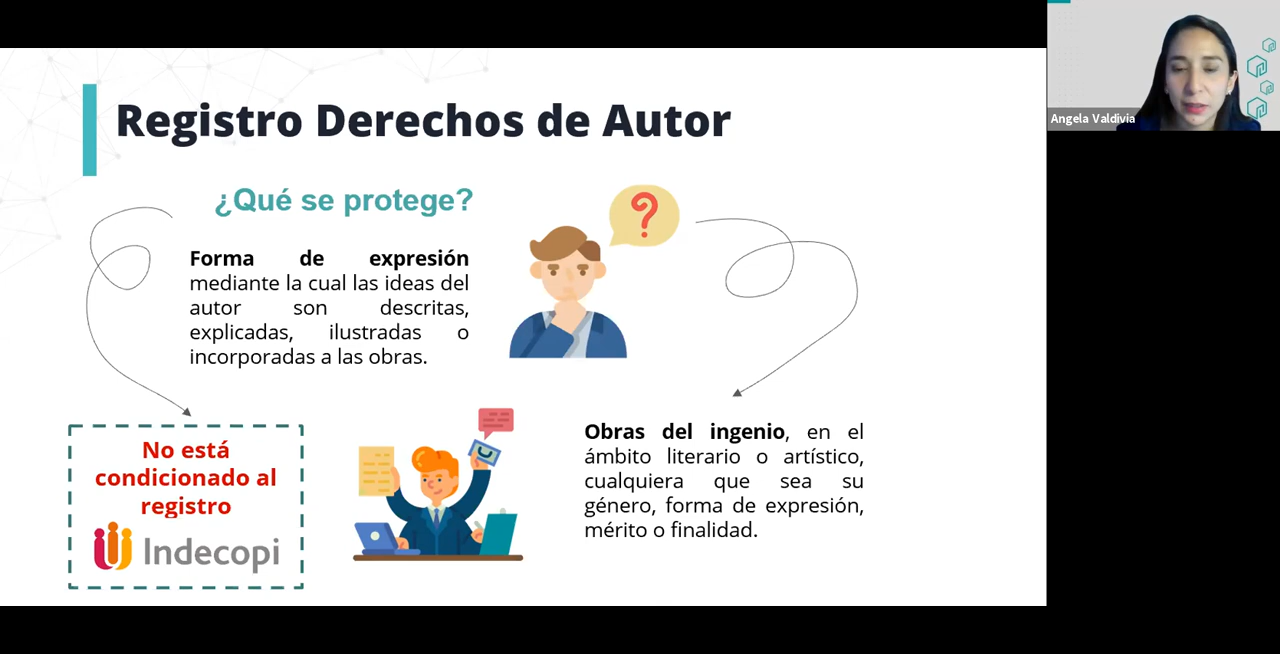 Registro Derechos de Autor
¿Qué se protege?
Forma de expresión
mediante la cual las ideas del
autor son descritas,
explicadas, ilustradas o
incorporadas a las obras.
?
No está
condicionado al
registro
Indecopi
Obras del ingenio, en el
ámbito literario o artístico,
cualquiera que sea su
género, forma de expresión,
mérito o finalidad.
Angela Valdivia